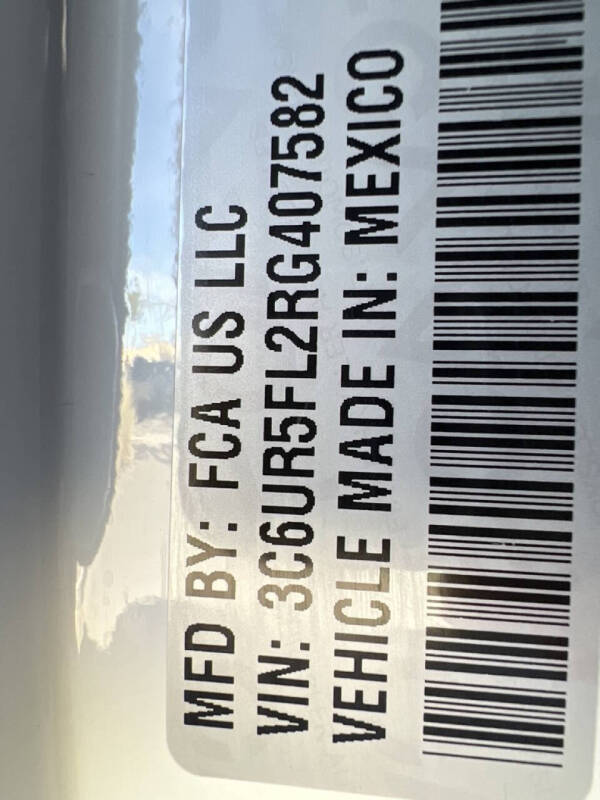 MFD BY: FCA US LLC
VIN: 3C6UR5FL2RG407582
VEHICLE MADE IN: MEXICO